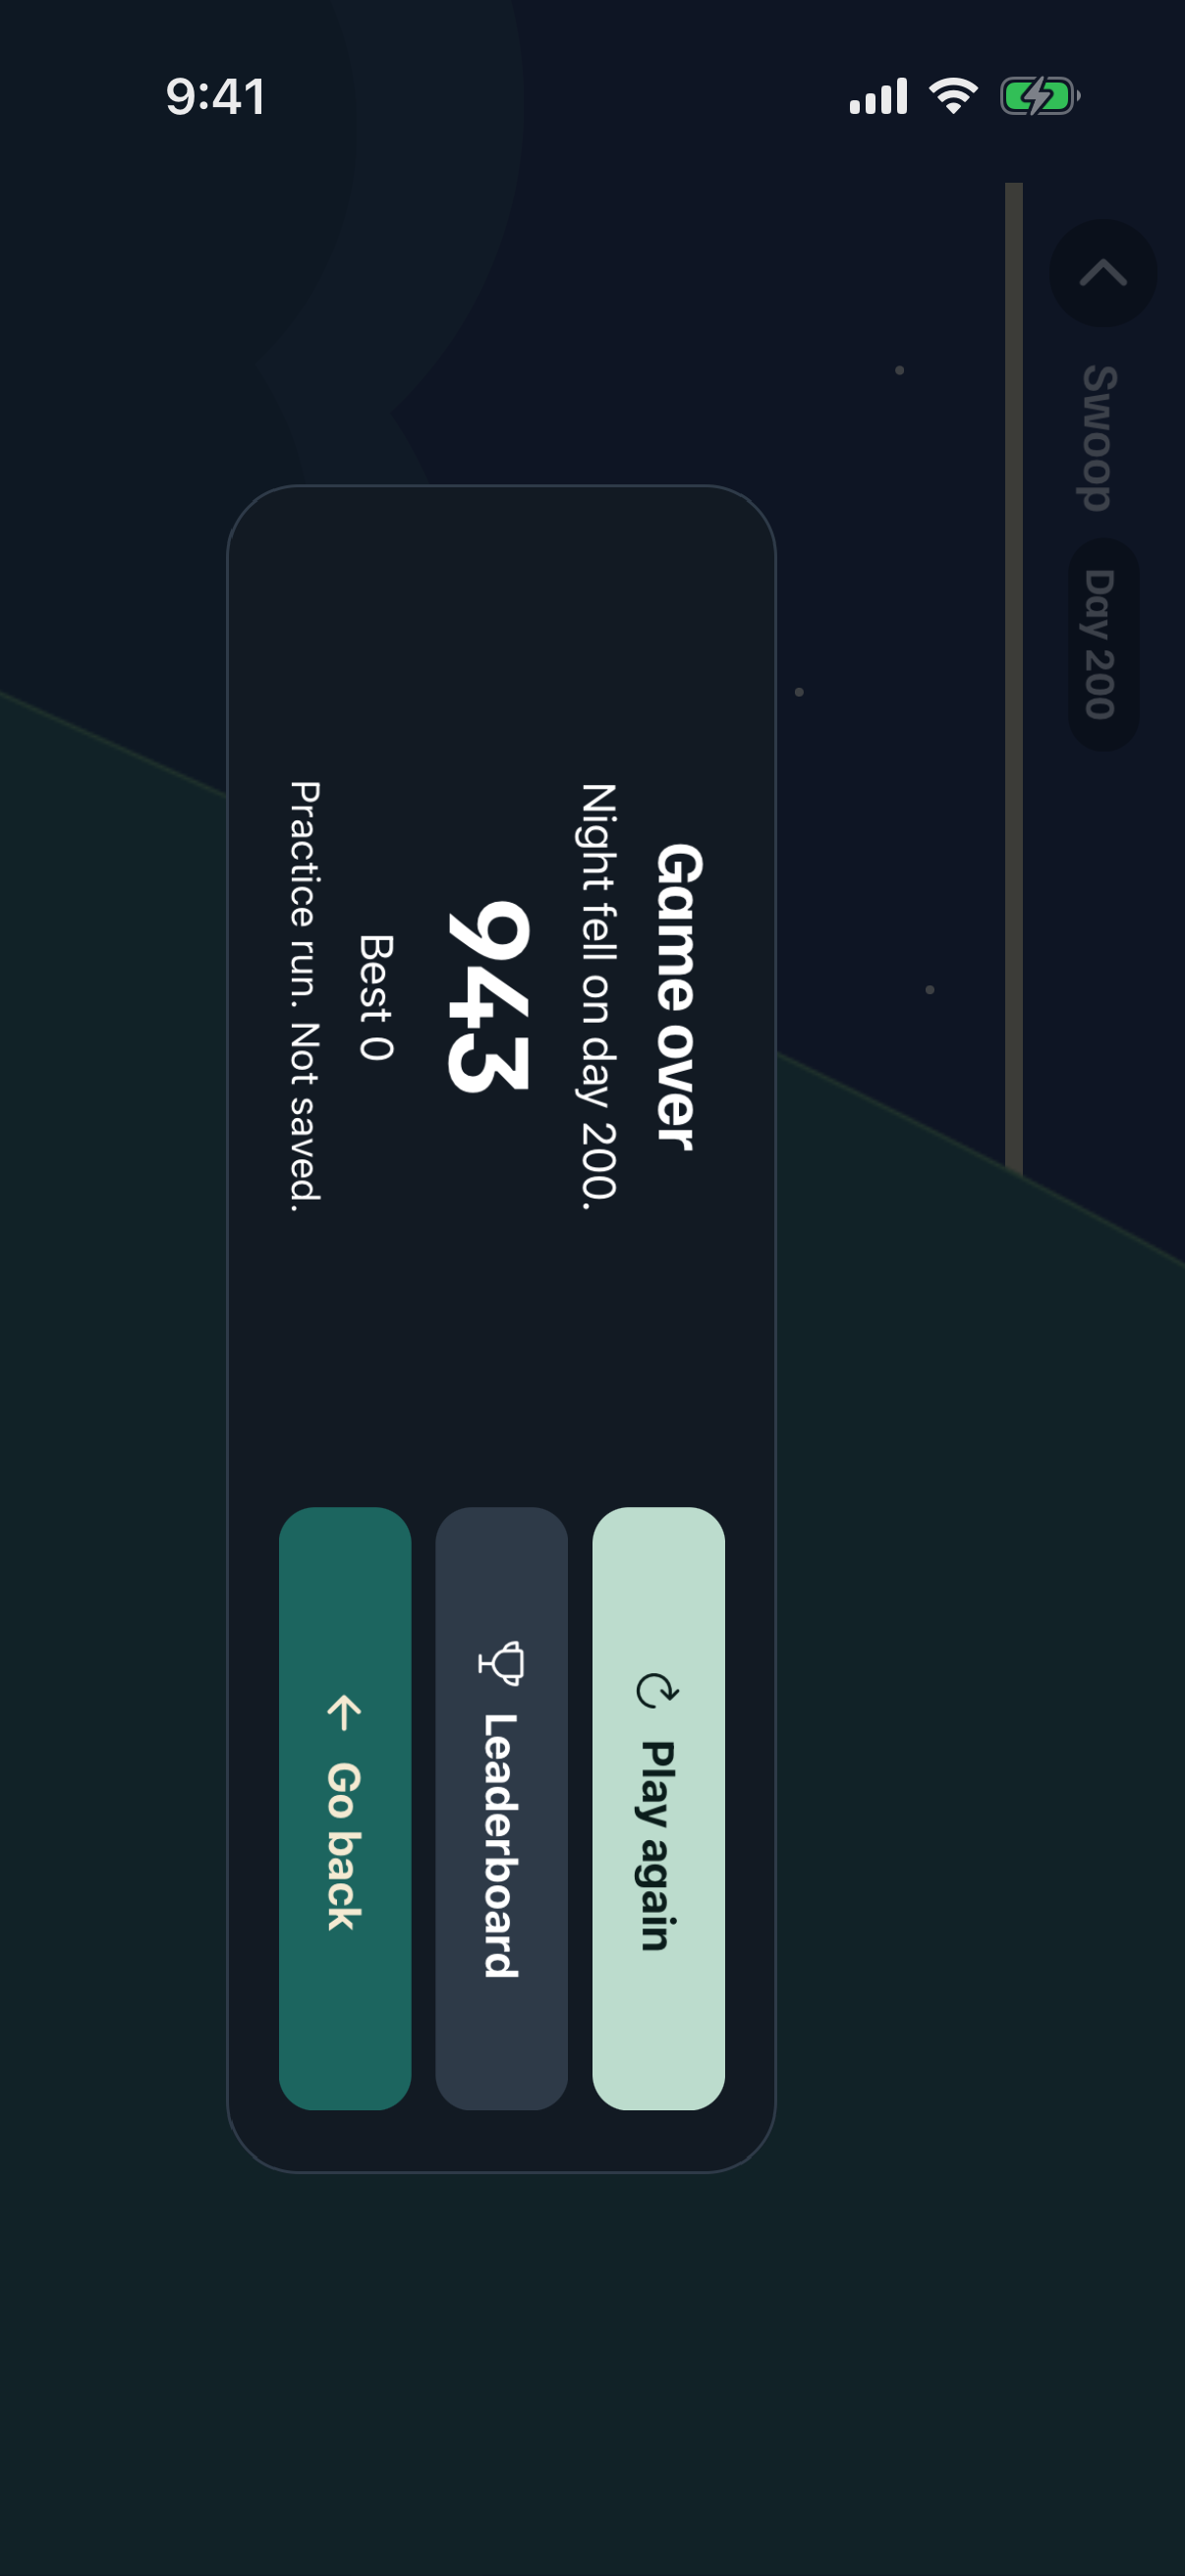 9:41
Swoop
Day 200
Game over
Night fell on day 200.
943
Best 0
Practice run. Not saved.
Play again
Leaderboard
Go back